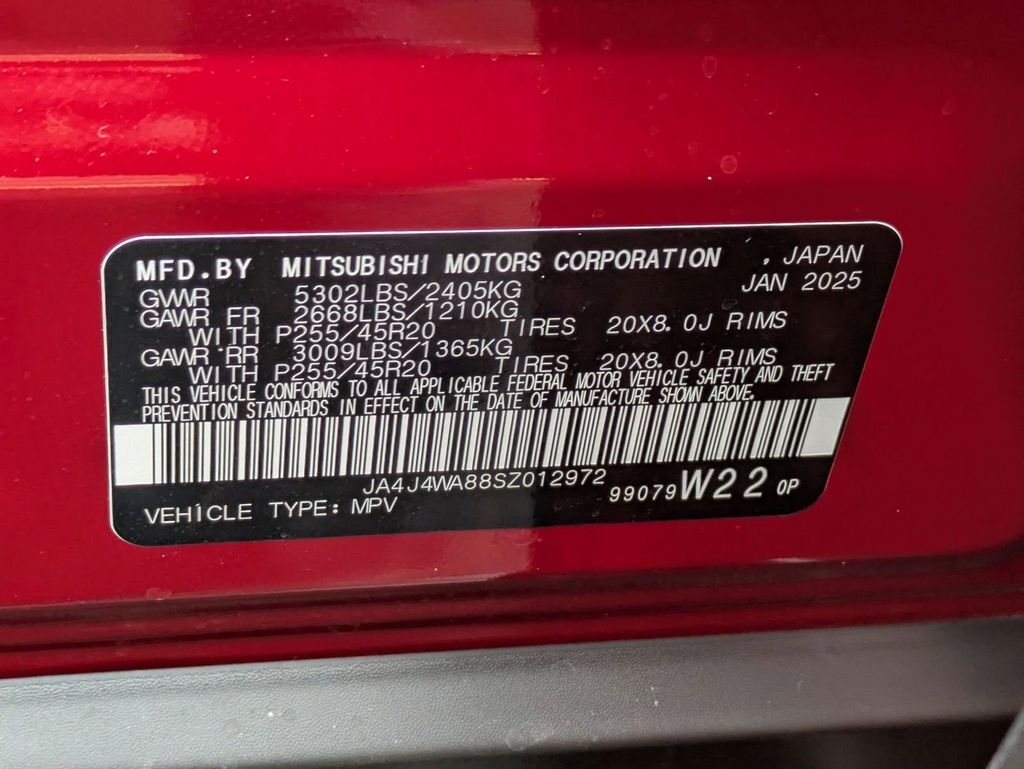 MFD.BY MITSUBISHI MOTORS CORPORATION , JAPAN
GVWR 5302LBS/2405KG JAN 2025
GAWR FR 2668LBS/1210KG
WITH P255/45R20 TIRES 20X8.0J RIMS
GAWR RR 3009LBS/1365KG
WITH P255/45R20 TIRES 20X8.0J RIMS
THIS VEHICLE CONFORMS TO ALL APPLICABLE FEDERAL MOTOR VEHICLE SAFETY AND THEFT
PREVENTION STANDARDS IN EFFECT ON THE DATE OF MANUFACTURE SHOWN ABOVE.
JA4J4WA88SZ012972
99079 W22 0P
VEHICLE TYPE: MPV